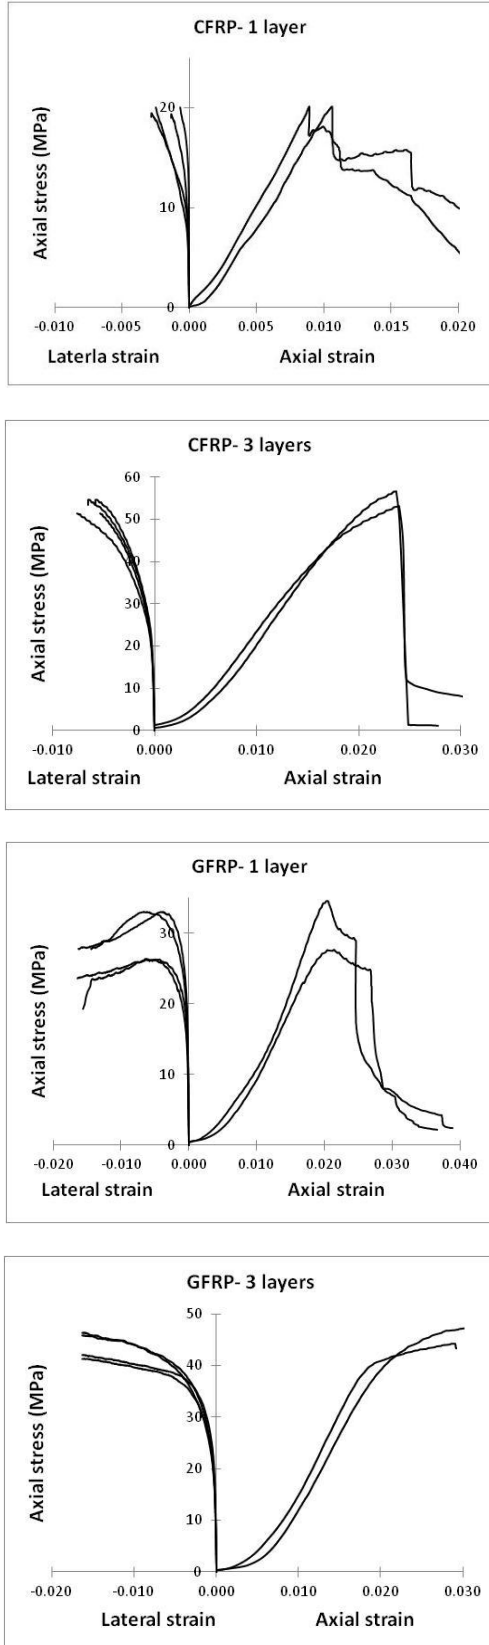 CFRP- 1 layer
Axial stress (MPa)
20
10
0
-0.010 -0.005 0.000 0.005 0.010 0.015 0.020
Laterla strain Axial strain
CFRP- 3 layers
Axial stress (MPa)
60
50
40
30
20
10
0
-0.010 0.000 0.010 0.020 0.030
Lateral strain Axial strain
GFRP- 1 layer
Axial stress (MPa)
30
20
10
0
-0.020 -0.010 0.000 0.010 0.020 0.030 0.040
Lateral strain Axial strain
GFRP- 3 layers
Axial stress (MPa)
50
40
30
20
10
0
-0.020 -0.010 0.000 0.010 0.020 0.030
Lateral strain Axial strain